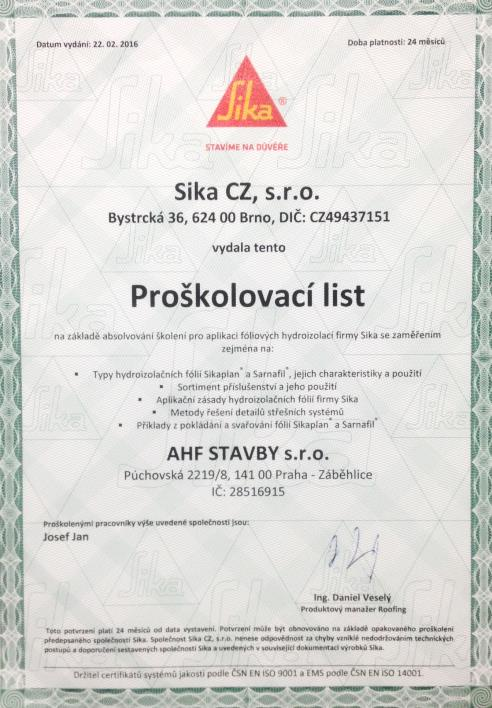 Datum vydání: 22. 02. 2016 Doba platnosti: 24 měsíců
Sika®
STAVÍME NA DŮVĚŘE
Sika CZ, s.r.o.
Bystrcká 36, 624 00 Brno, DIČ: CZ49437151
vydala tento
Proškolovací list
na základě absolvování školení pro aplikaci fóliových hydroizolací firmy Sika se zaměřením
zejména na:
▪ Typy hydroizolačních fólií Sikaplan® a Sarnafil®, jejich charakteristiky a použití
▪ Sortiment příslušenství a jeho použití
▪ Aplikační zásady hydroizolačních fólií firmy Sika
▪ Metody řešení detailů střešních systémů
▪ Příklady z pokládání a svařování fólií Sikaplan® a Sarnafil®
AHF STAVBY s.r.o.
Púchovská 2219/8, 141 00 Praha - Záběhlice
IČ: 28516915
Proškolenými pracovníky výše uvedené společnosti jsou:
Josef Jan
Ing. Daniel Veselý
Produktový manažer Roofing
Toto potvrzení platí 24 měsíců od data vystavení. Potvrzení může být obnovováno na základě opakovaného proškolení
předepsaného společností Sika. Společnost Sika CZ, s.r.o. nenese odpovědnost za chyby vzniklé nedodržováním technických
postupů a doporučení sestavených společností Sika a uvedených v související dokumentaci výrobků Sika.
Držitel certifikátů systémů jakosti podle ČSN EN ISO 9001 a EMS podle ČSN EN ISO 14001.